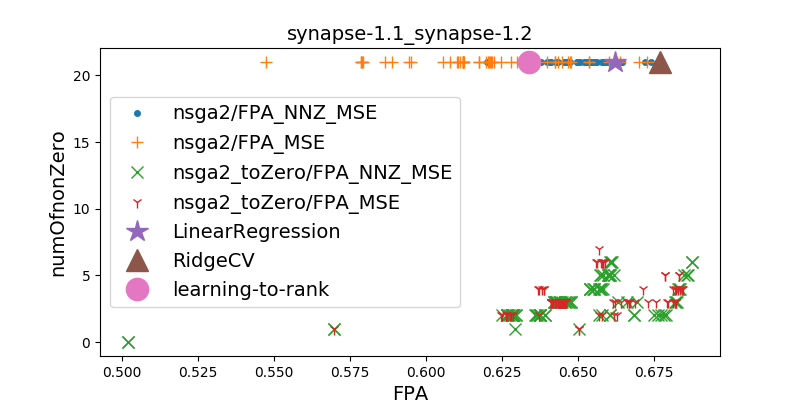 synapse-1.1_synapse-1.2
numOfnonZero
20
15
10
5
0
nsga2/FPA_NNZ_MSE
nsga2/FPA_MSE
nsga2_toZero/FPA_NNZ_MSE
nsga2_toZero/FPA_MSE
LinearRegression
RidgeCV
learning-to-rank
0.500 0.525 0.550 0.575 0.600 0.625 0.650 0.675
FPA